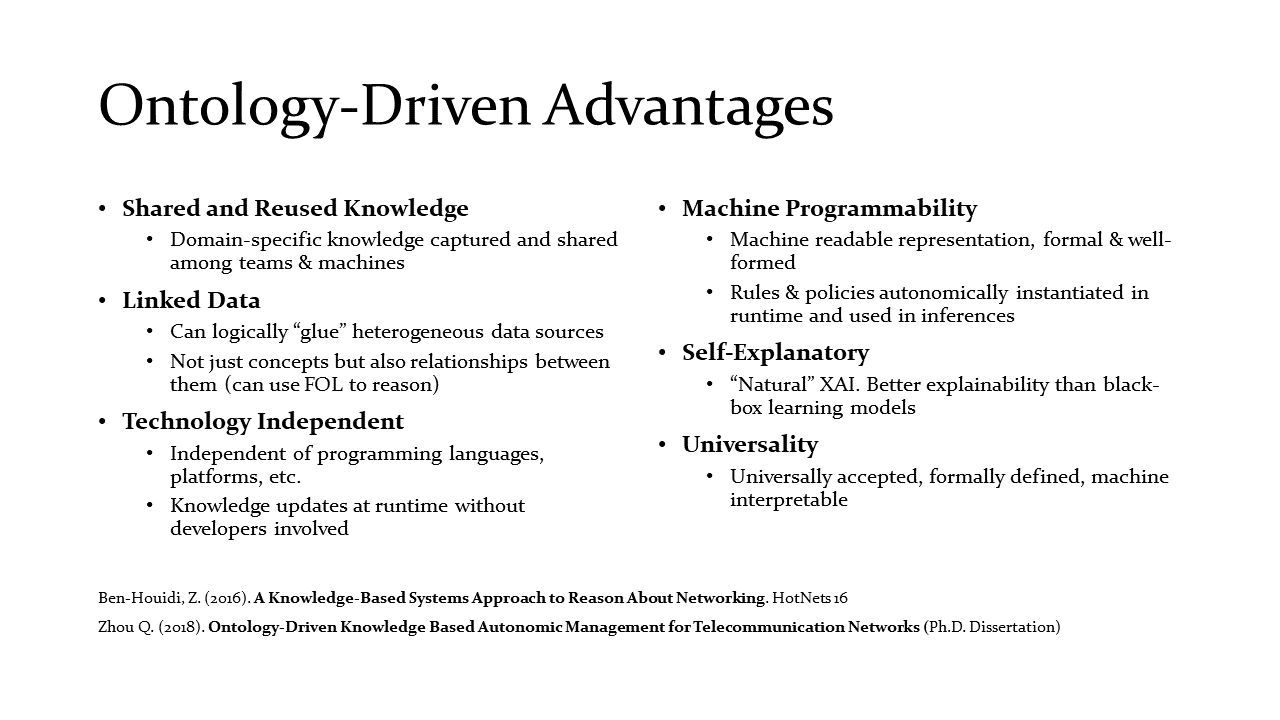 Ontology-Driven Advantages
• Shared and Reused Knowledge
• Domain-specific knowledge captured and shared
among teams & machines
• Linked Data
• Can logically “glue” heterogeneous data sources
• Not just concepts but also relationships between
them (can use FOL to reason)
• Technology Independent
• Independent of programming languages,
platforms, etc.
• Knowledge updates at runtime without
developers involved
• Machine Programmability
• Machine readable representation, formal & well-
formed
• Rules & policies autonomically instantiated in
runtime and used in inferences
• Self-Explanatory
• “Natural” XAI. Better explainability than black-
box learning models
• Universality
• Universally accepted, formally defined, machine
interpretable
Ben-Houidi, Z. (2016). A Knowledge-Based Systems Approach to Reason About Networking. HotNets 16
Zhou Q. (2018). Ontology-Driven Knowledge Based Autonomic Management for Telecommunication Networks (Ph.D. Dissertation)